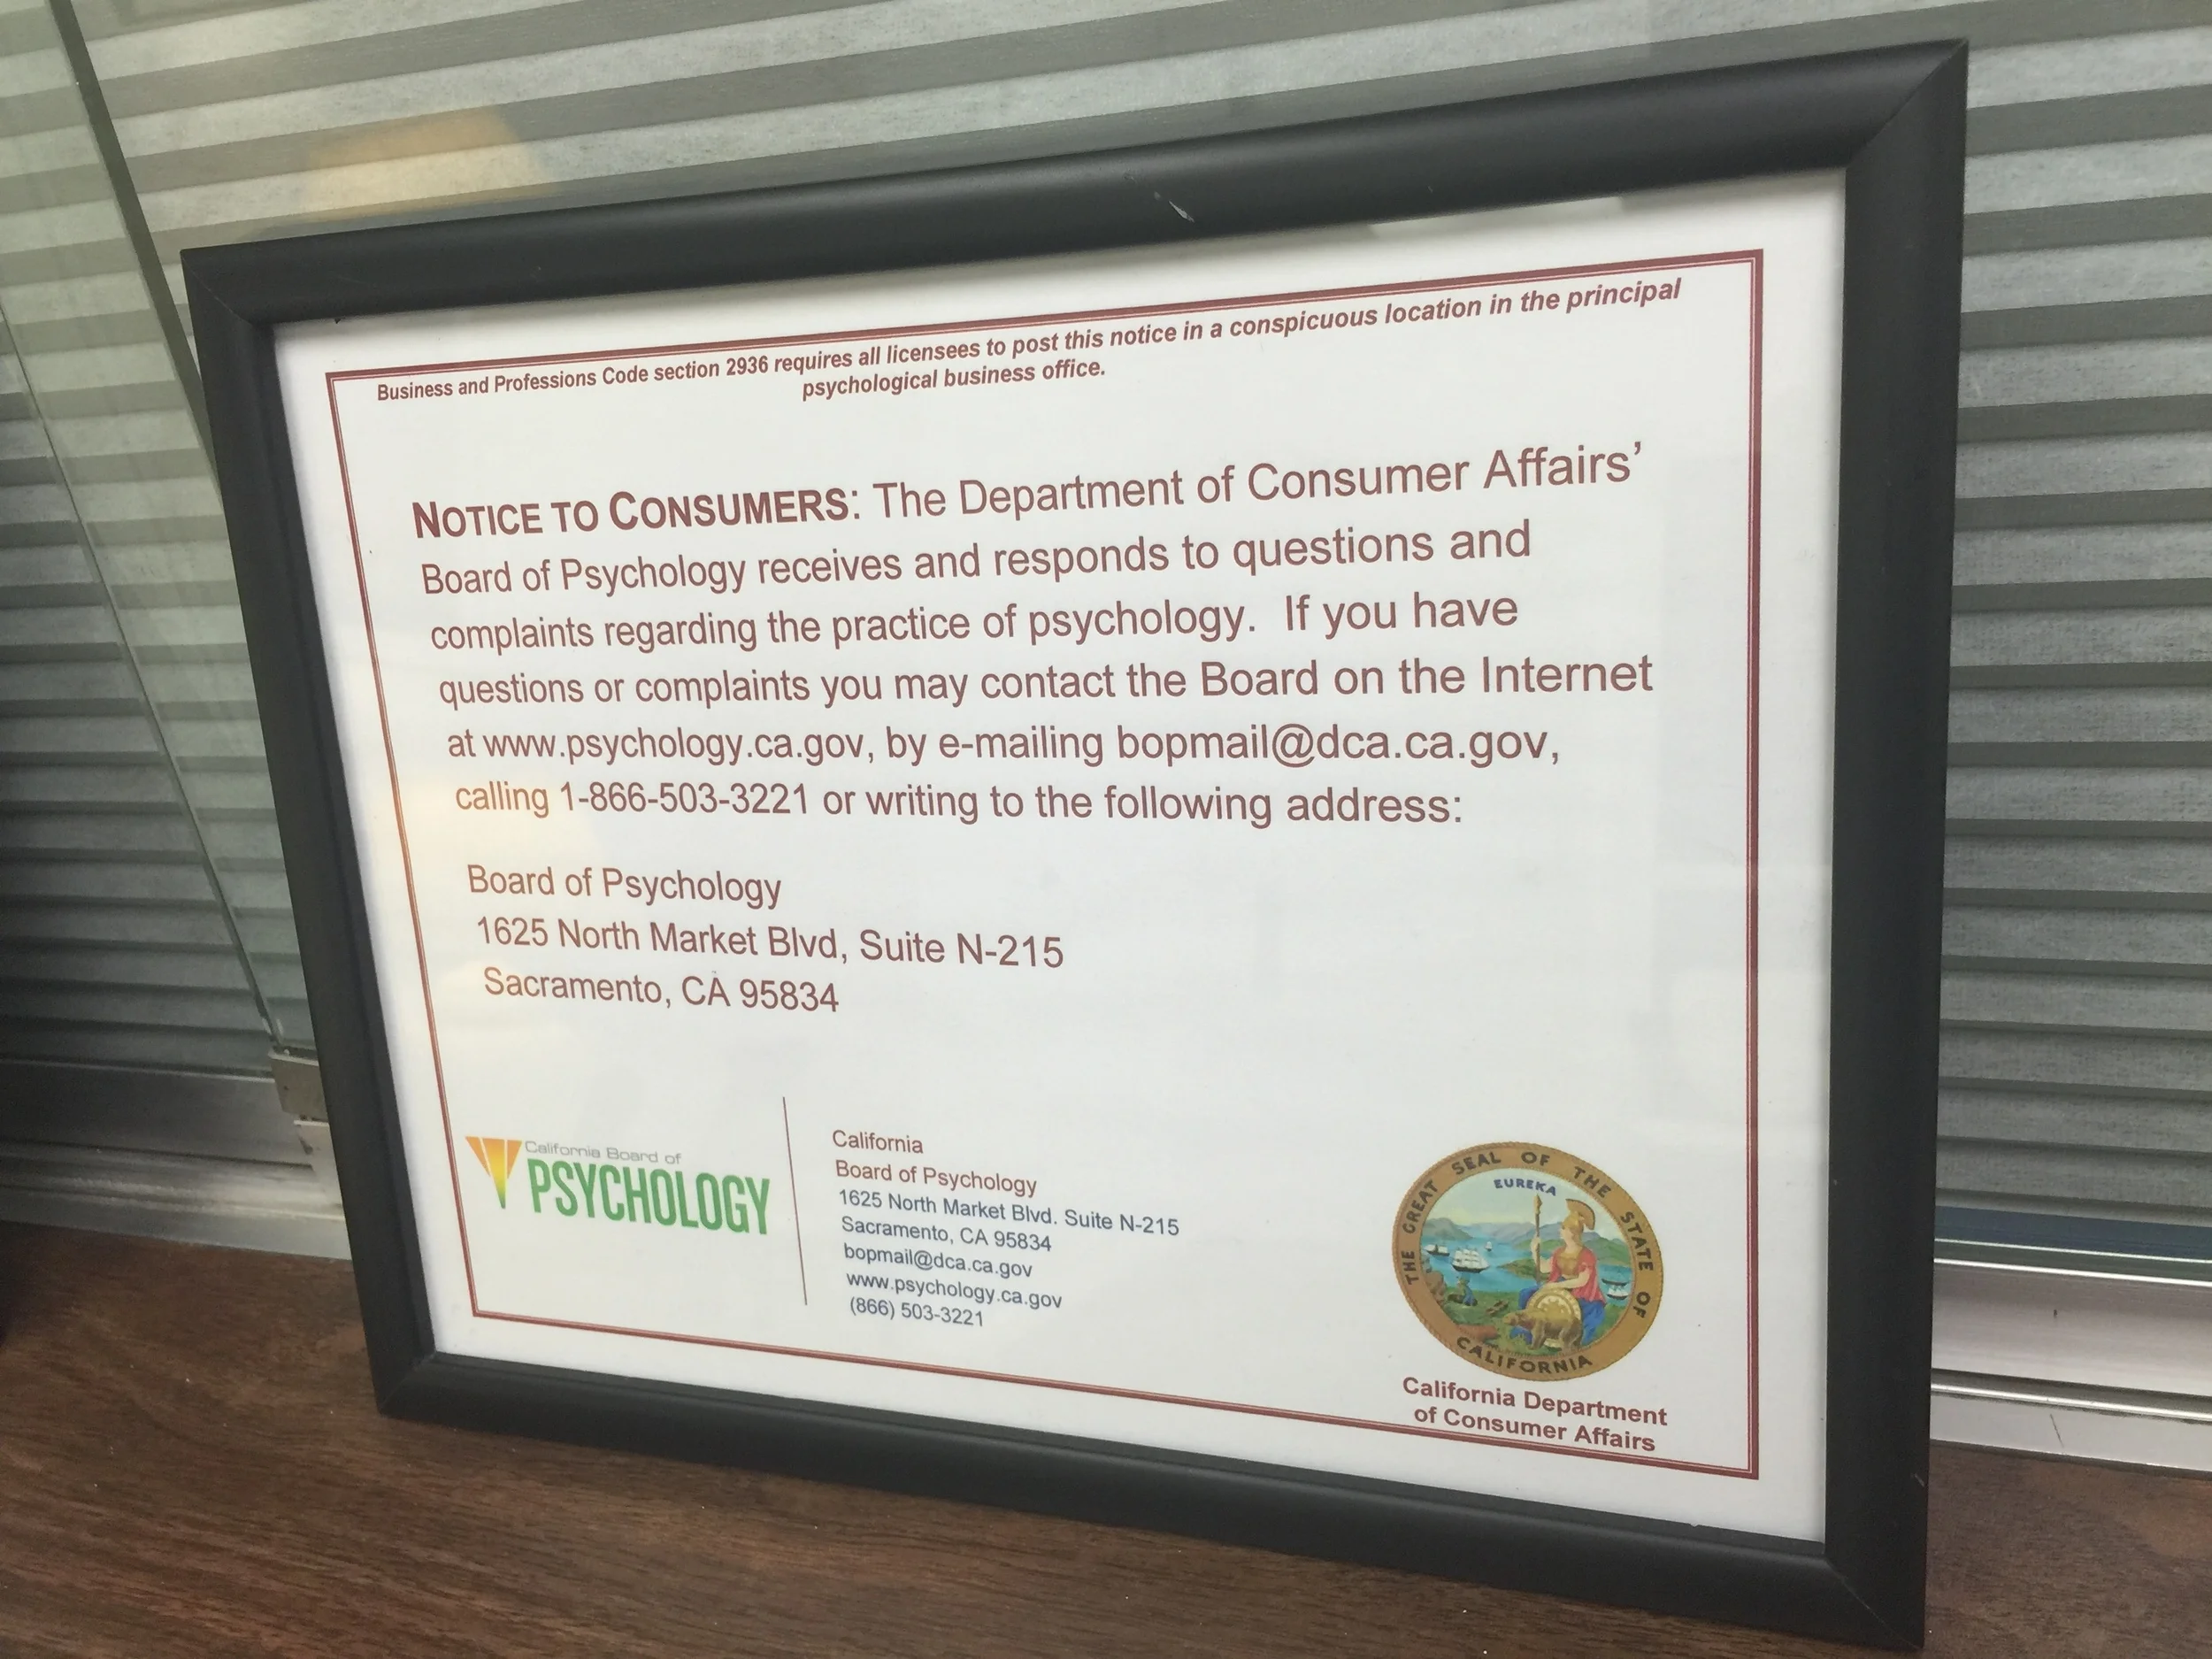 Business and Professions Code section 2936 requires all licensees to post this notice in a conspicuous location in the principal
psychological business office.
NOTICE TO CONSUMERS: The Department of Consumer Affairs’
Board of Psychology receives and responds to questions and
complaints regarding the practice of psychology. If you have
questions or complaints you may contact the Board on the Internet
at www.psychology.ca.gov, by e-mailing bopmail@dca.ca.gov,
calling 1-866-503-3221 or writing to the following address:
Board of Psychology
1625 North Market Blvd, Suite N-215
Sacramento, CA 95834
California Board of
PSYCHOLOGY
California
Board of Psychology
1625 North Market Blvd. Suite N-215
Sacramento, CA 95834
bopmail@dca.ca.gov
www.psychology.ca.gov
(866) 503-3221
THE GREAT SEAL OF THE STATE OF CALIFORNIA
EUREKA
California Department
of Consumer Affairs